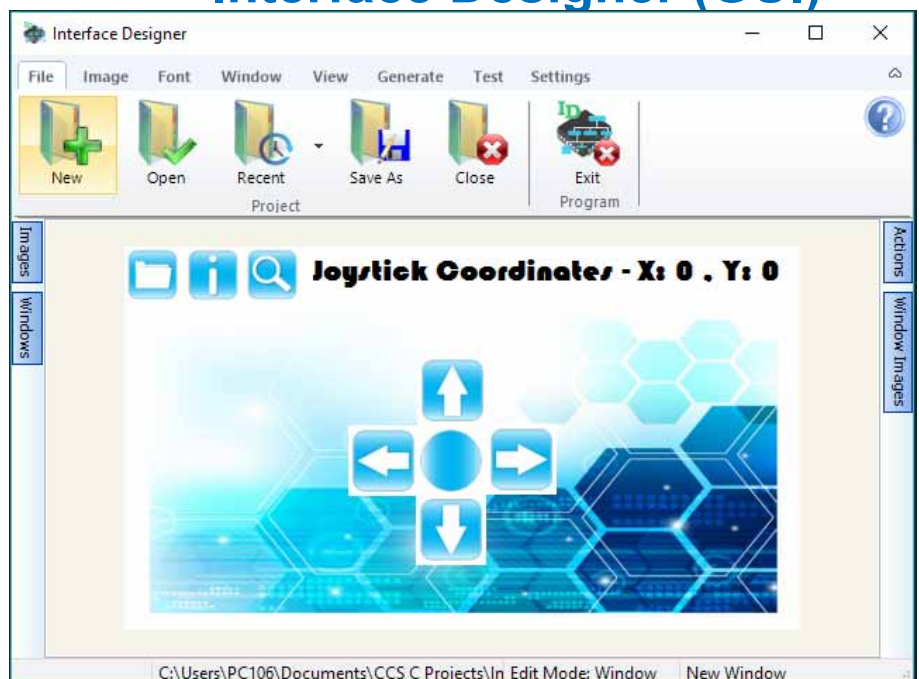 Interface Designer (GUI)
Interface Designer
File Image Font Window View Generate Test Settings
ID
New Open Recent Save As Close Exit
Project Program
Images
Windows
Actions
Window Images
Joystick Coordinates - X: 0 , Y: 0
C:\Users\PC106\Documents\CCS C Projects\In Edit Mode: Window New Window